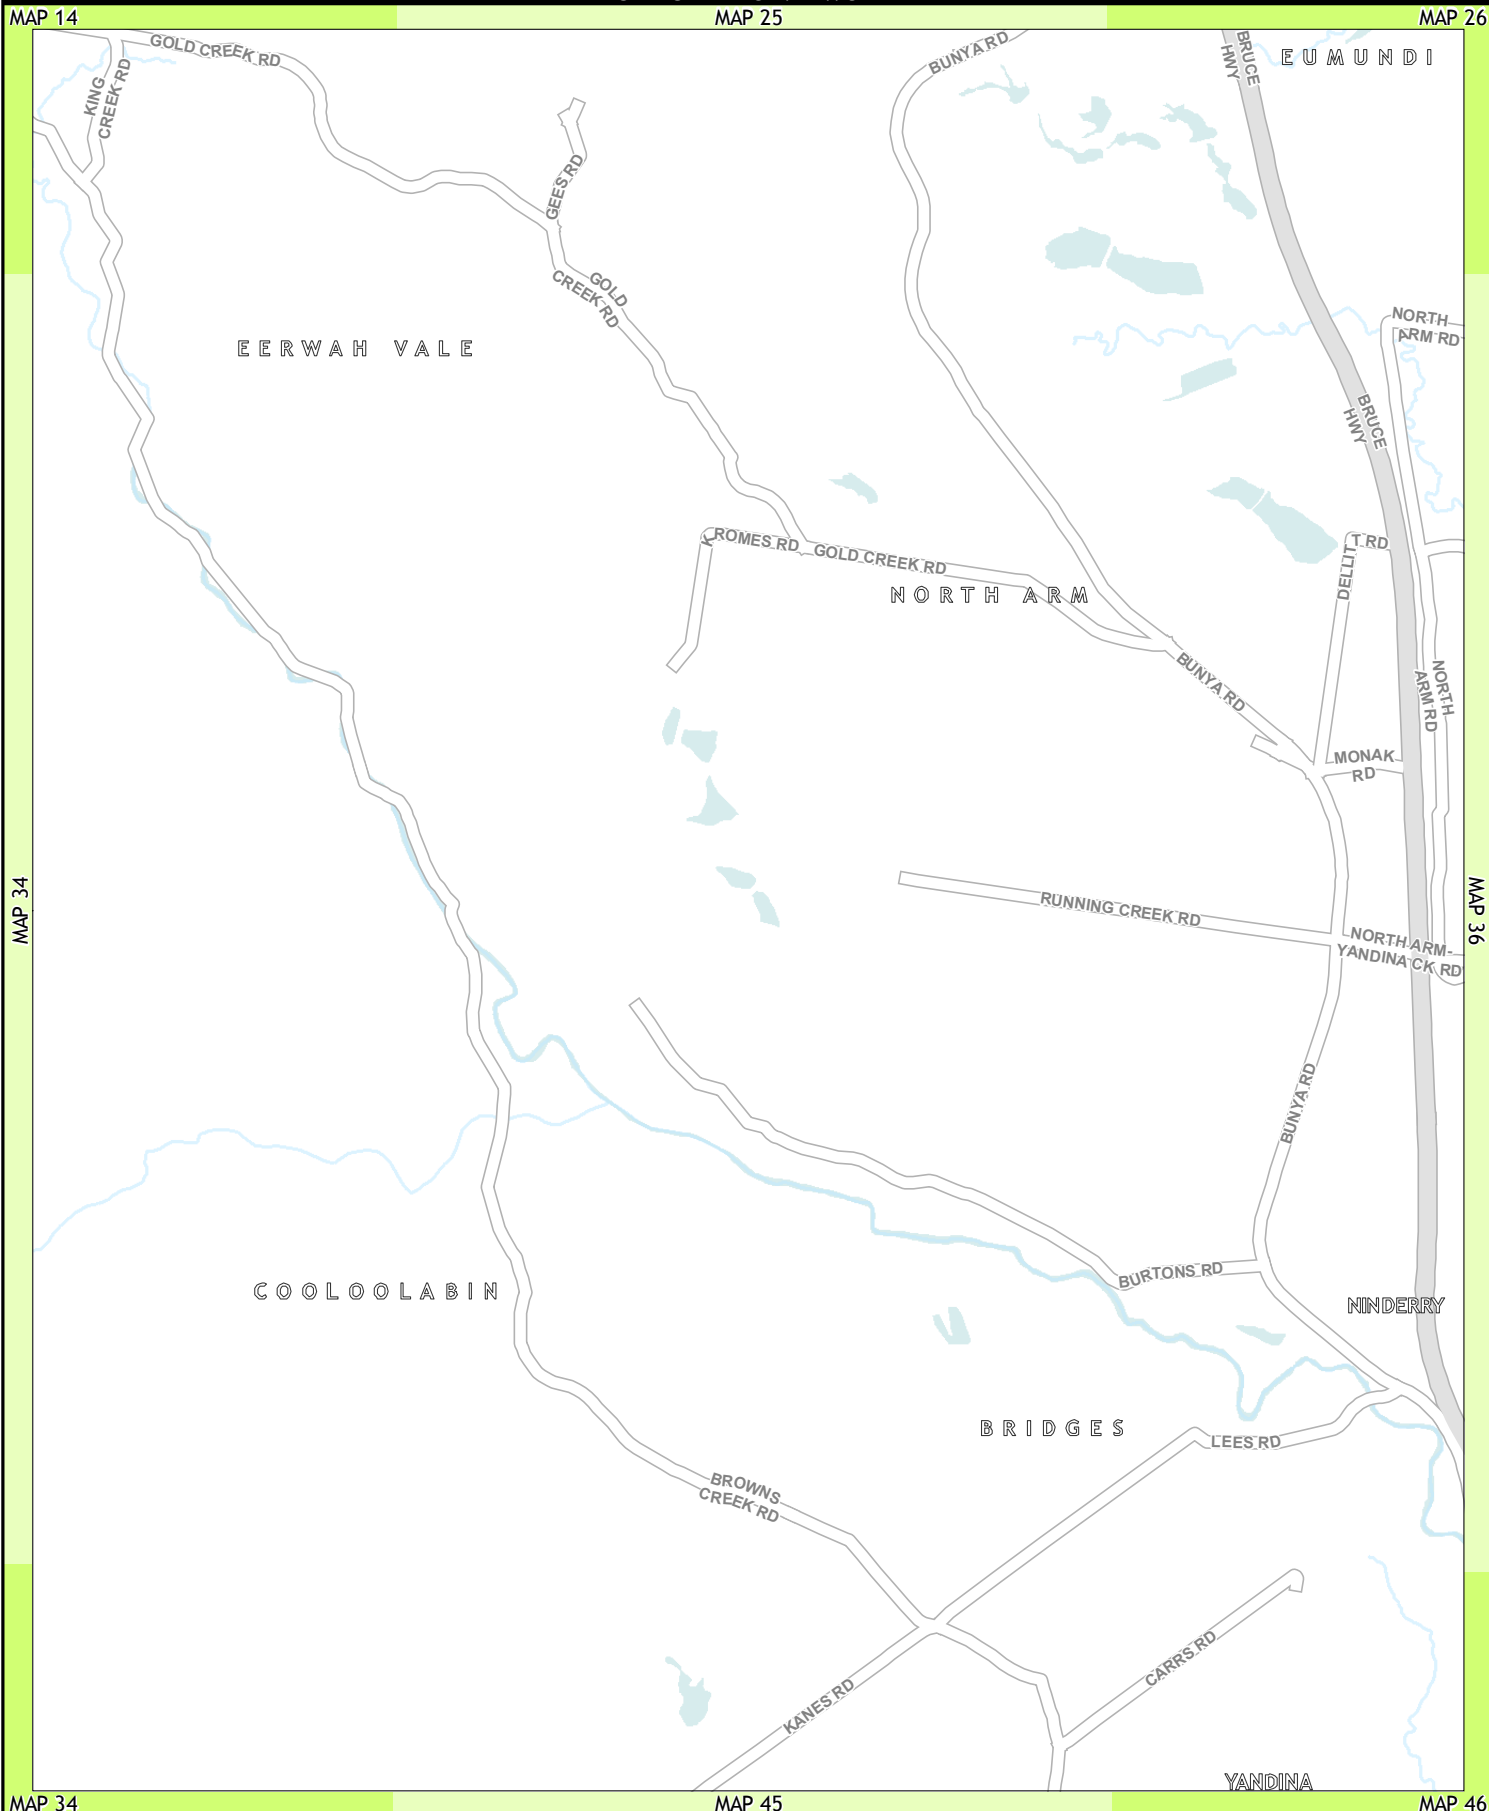 MAP 14
MAP 25
MAP 26
GOLD CREEK RD
KING
CREEK RD
BUNYA RD
BRUCE
HWY
EUMUNDI
GEES RD
GOLD
CREEK RD
EERWAH VALE
NORTH
ARM RD
BRUCE
HWY
KROMES RD
GOLD CREEK RD
NORTH ARM
DELLIT RD
BUNYA RD
NORTH
ARM RD
MONAK
RD
MAP 34
MAP 36
RUNNING CREEK RD
NORTH ARM-
YANDINA CK RD
BUNYA RD
BURTONS RD
COOLOOLABIN
NINDERRY
BRIDGES
LEES RD
BROWNS
CREEK RD
CARRS RD
KANES RD
YANDINA
MAP 34
MAP 45
MAP 46